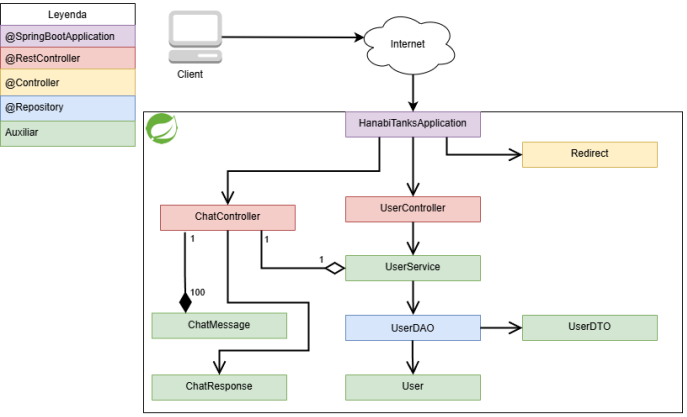 Leyenda
@SpringBootApplication
@RestController
@Controller
@Repository
Auxiliar
Client
Internet
HanabiTanksApplication
Redirect
ChatController
UserController
1
1
1
UserService
100
ChatMessage
UserDAO
UserDTO
ChatResponse
User